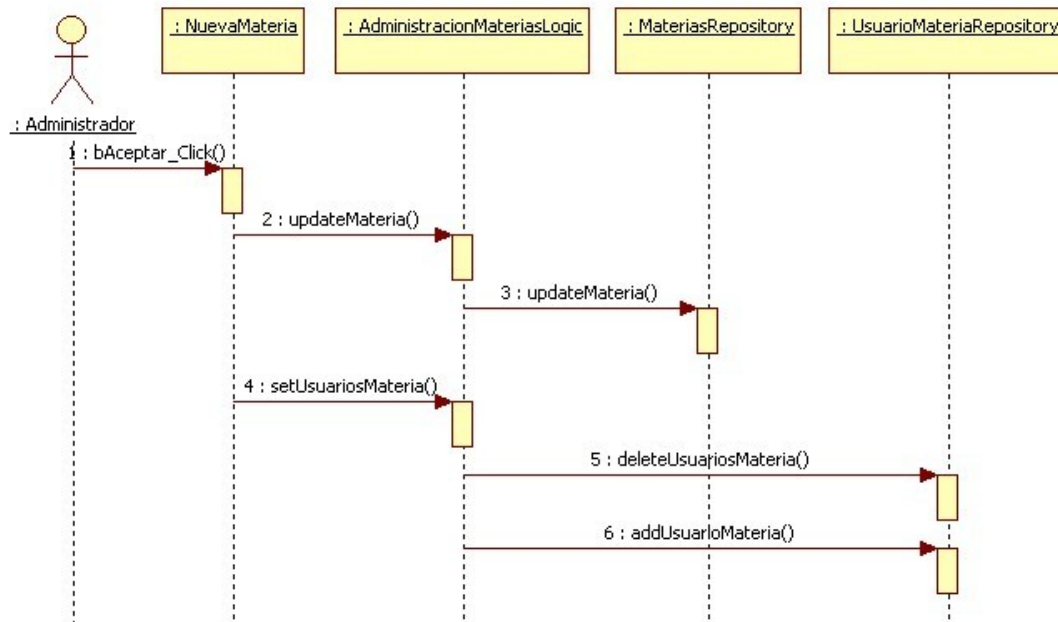 : NuevaMateria
: AdministracionMateriasLogic
: MateriasRepository
: UsuarioMateriaRepository
: Administrador
1 : bAceptar_Click()
2 : updateMateria()
3 : updateMateria()
4 : setUsuariosMateria()
5 : deleteUsuariosMateria()
6 : addUsuarioMateria()